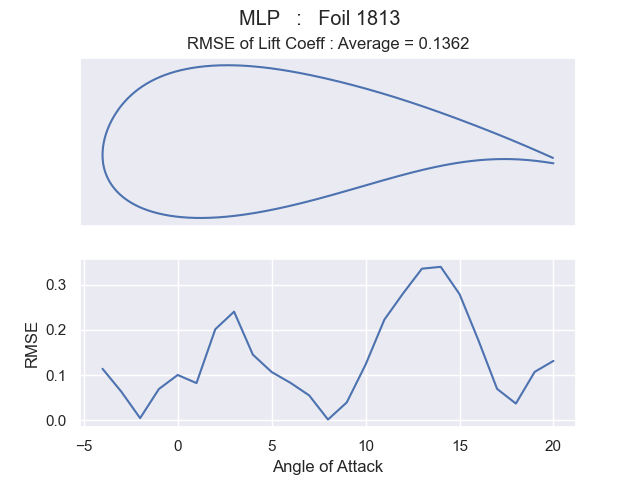 MLP : Foil 1813
RMSE of Lift Coeff : Average = 0.1362
0.3
0.2
0.1
0.0
RMSE
−5 0 5 10 15 20
Angle of Attack